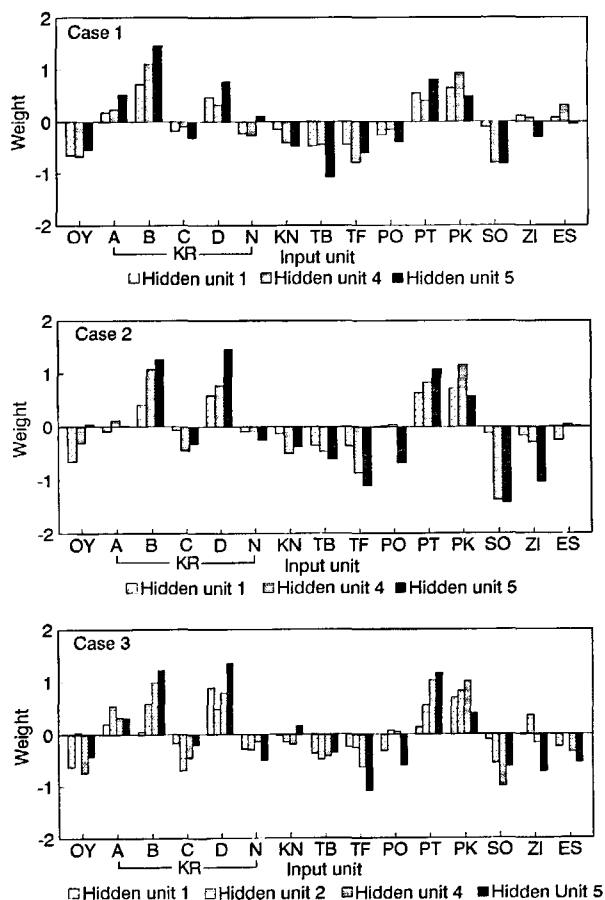 Case 1
2
1
0
-1
-2
Weight
OY A B C D N KN TB TF PO PT PK SO ZI ES
KR
Input unit
Hidden unit 1 Hidden unit 4 Hidden unit 5
Case 2
2
1
0
-1
-2
Weight
OY A B C D N KN TB TF PO PT PK SO ZI ES
KR
Input unit
Hidden unit 1 Hidden unit 4 Hidden unit 5
Case 3
2
1
0
-1
-2
Weight
OY A B C D N KN TB TF PO PT PK SO ZI ES
KR
Input unit
Hidden unit 1 Hidden unit 2 Hidden unit 4 Hidden Unit 5